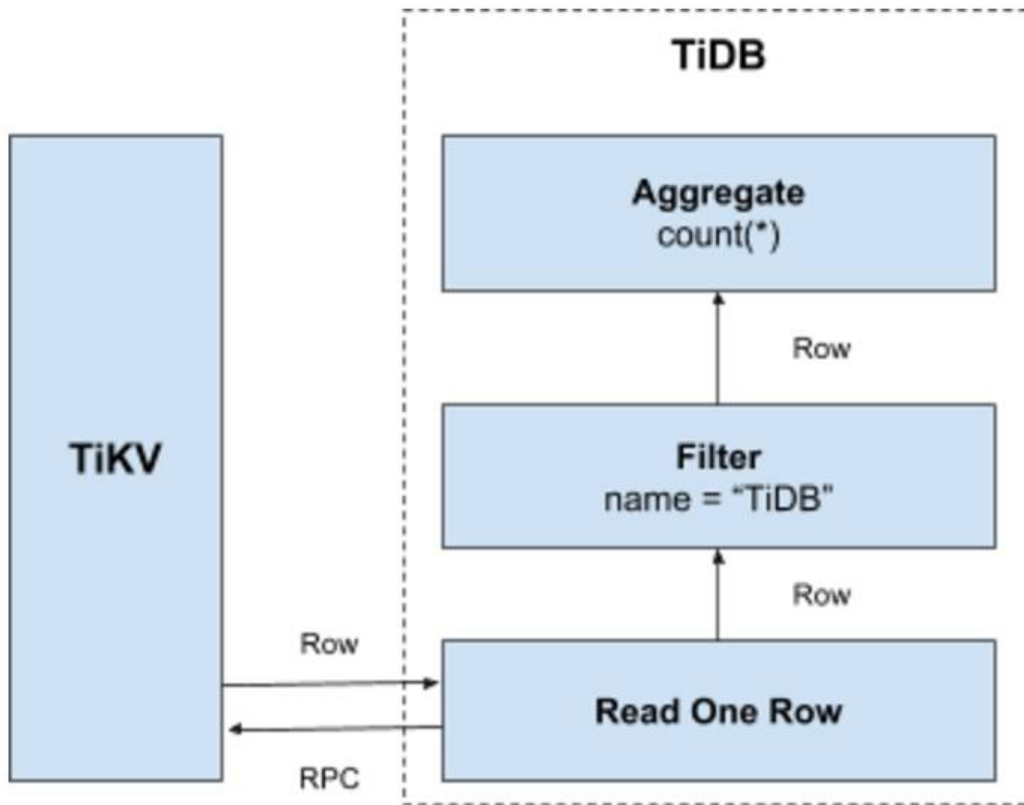 TiDB
Aggregate
count(*)
Row
TiKV
Filter
name = “TiDB”
Row
Row
Read One Row
RPC